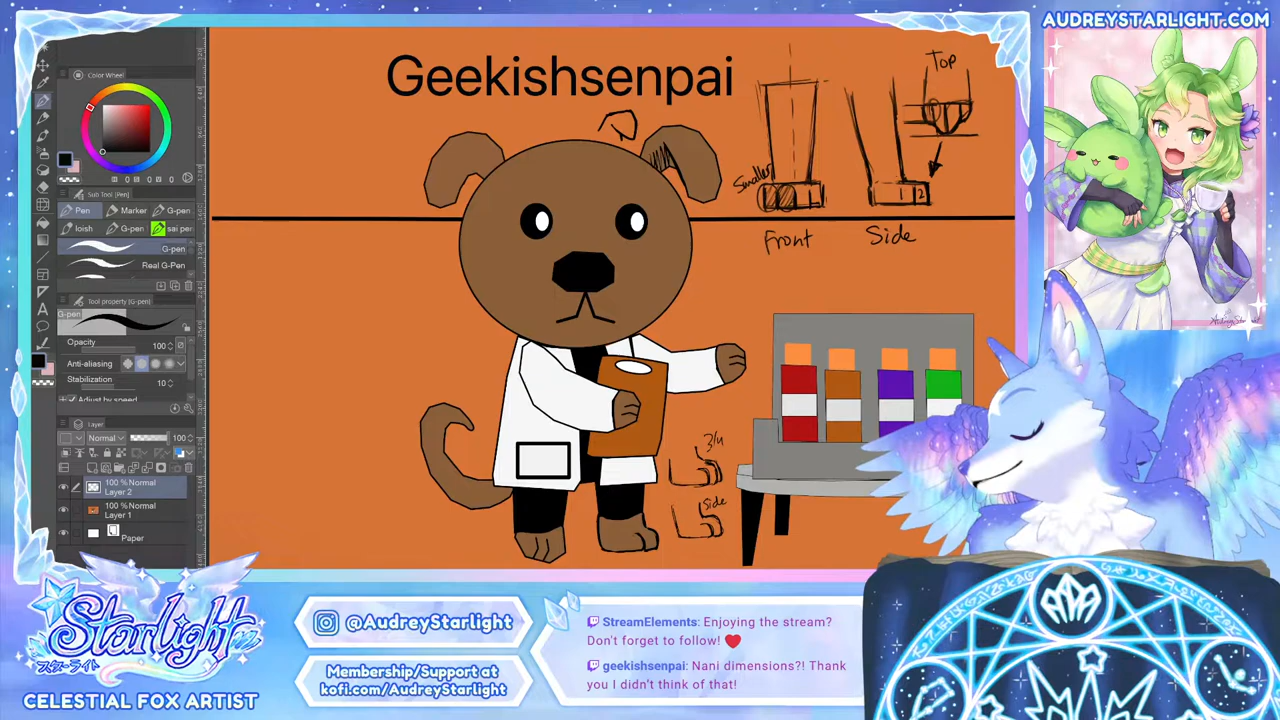 AUDREYSTARLIGHT.COM
Color Wheel
Geekishsenpai
Top
Smaller
2
Front
Side
Sub Tool [Pen]
Pen
Marker
G-pen
loish
G-pen
sai per
G-pen
Real G-Pen
Tool property [G-pen]
G-pen
Opacity
100
Anti-aliasing
Stabilization
10
Adjust by speed
Layer
Normal
100
100 %Normal
Layer 2
100 %Normal
Layer 1
Paper
3/4
Side
Starlight
スターライト
CELESTIAL FOX ARTIST
@AudreyStarlight
Membership/Support at
kofi.com/AudreyStarlight
StreamElements: Enjoying the stream?
Don't forget to follow!
geekishsenpai: Nani dimensions?! Thank
you I didn't think of that!